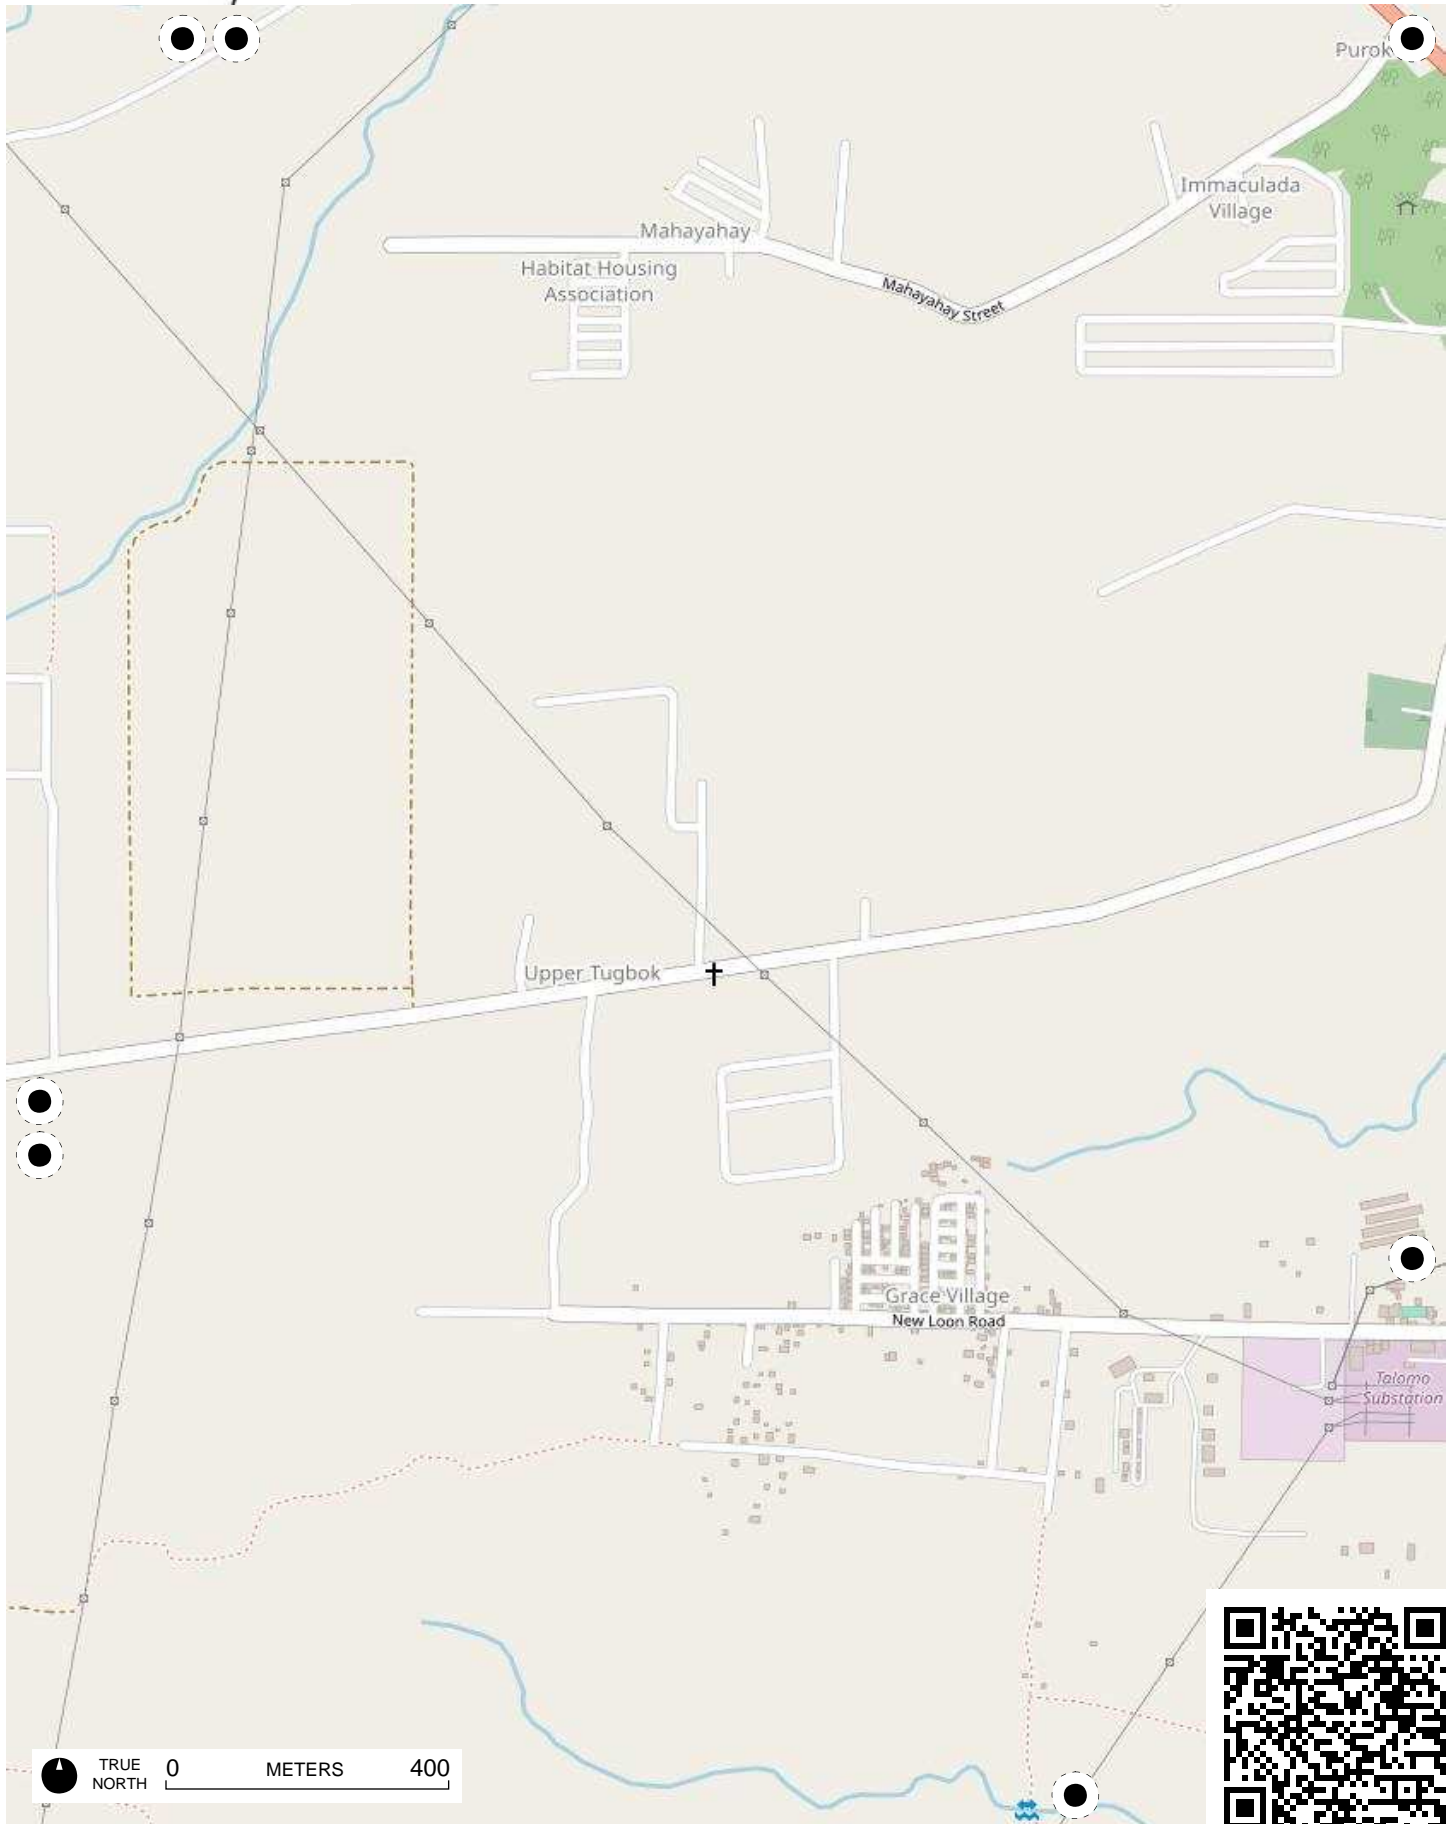 Purok
Immaculada
Village
Mahayahay
Habitat Housing
Association
Mahayahay Street
Upper Tugbok
Grace Village
New Loon Road
Talomo
Substation
TRUE
NORTH
0
METERS
400